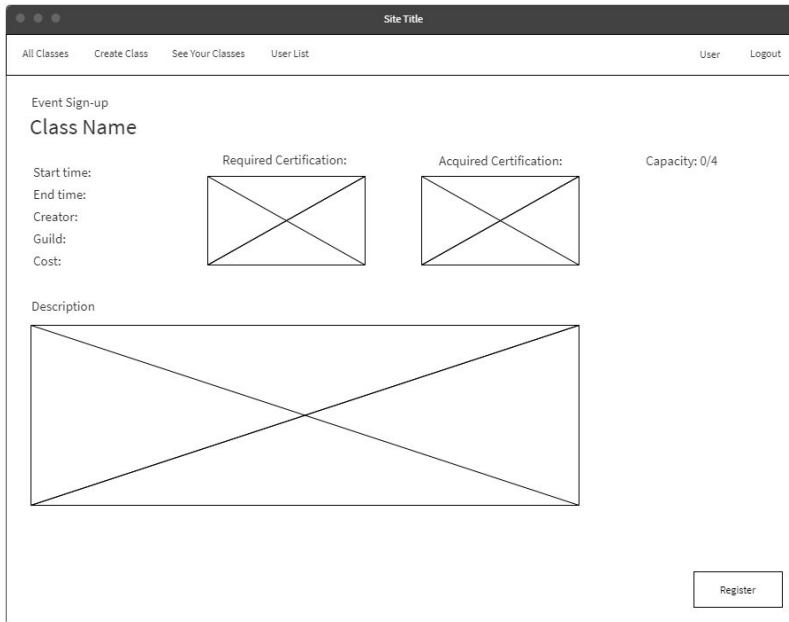 Site Title
All Classes Create Class See Your Classes User List User Logout
Event Sign-up
Class Name
Required Certification: Acquired Certification: Capacity: 0/4
Start time:
End time:
Creator:
Guild:
Cost:
Description
Register